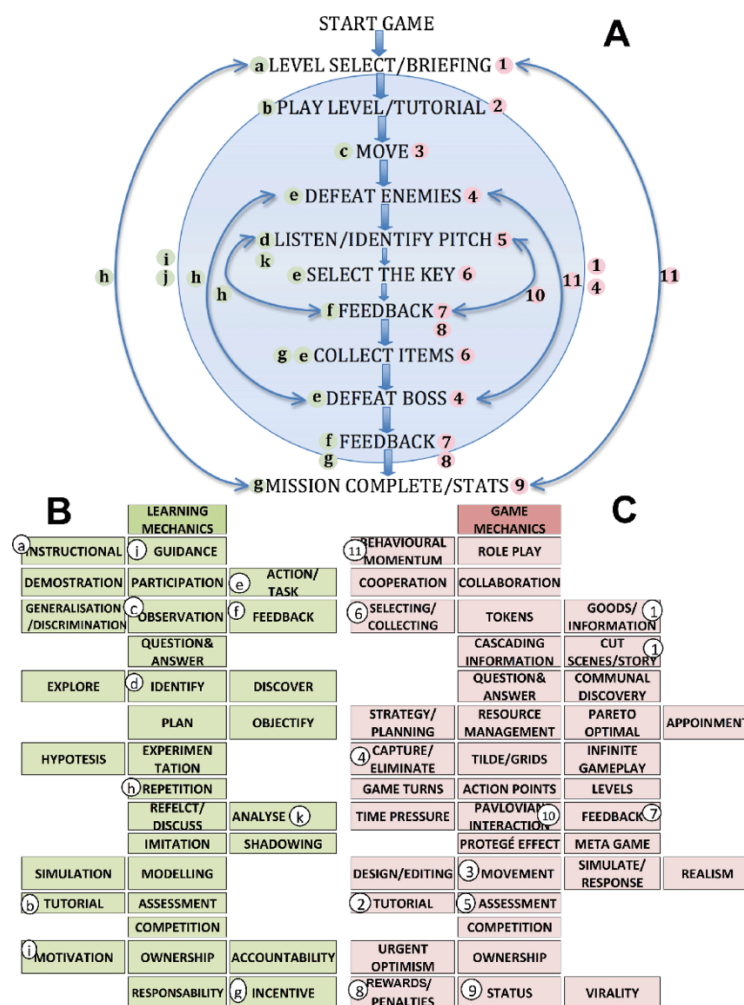 START GAME
A
a LEVEL SELECT/BRIEFING 1
b PLAY LEVEL/TUTORIAL 2
c MOVE 3
e DEFEAT ENEMIES 4
d LISTEN/IDENTIFY PITCH 5
k
i
j
h
h
h
e SELECT THE KEY 6
10
11
1
4
11
f FEEDBACK 7
8
g e COLLECT ITEMS 6
e DEFEAT BOSS 4
f FEEDBACK 7
g 8
g MISSION COMPLETE/STATS 9
B
LEARNING
MECHANICS
a INSTRUCTIONAL i GUIDANCE
DEMOSTRATION PARTICIPATION e ACTION/
TASK
GENERALISATION
/DISCRIMINATION c OBSERVATION f FEEDBACK
QUESTION&
ANSWER
EXPLORE d IDENTIFY DISCOVER
PLAN OBJECTIFY
HYPOTESIS EXPERIMEN
TATION
h REPETITION
REFELCT/
DISCUSS ANALYSE k
IMITATION SHADOWING
SIMULATION MODELLING
b TUTORIAL ASSESSMENT
COMPETITION
i MOTIVATION OWNERSHIP ACCOUNTABILITY
RESPONSABILITY g INCENTIVE
GAME
MECHANICS
C
11 BEHAVIOURAL
MOMENTUM ROLE PLAY
COOPERATION COLLABORATION
6 SELECTING/
COLLECTING TOKENS GOODS/
INFORMATION 1
CASCADING
INFORMATION CUT
SCENES/STORY 1
QUESTION&
ANSWER COMMUNAL
DISCOVERY
STRATEGY/
PLANNING RESOURCE
MANAGEMENT PARETO
OPTIMAL APPOINMENT
4 CAPTURE/
ELIMINATE TILDE/GRIDS INFINITE
GAMEPLAY
GAME TURNS ACTION POINTS LEVELS
TIME PRESSURE PAVLOVIAN
INTERACTION 10 FEEDBACK 7
PROTEGÉ EFFECT META GAME
DESIGN/EDITING 3 MOVEMENT SIMULATE/
RESPONSE REALISM
2 TUTORIAL 5 ASSESSMENT
COMPETITION
URGENT
OPTIMISM OWNERSHIP
8 REWARDS/
PENALTIES 9 STATUS VIRALITY